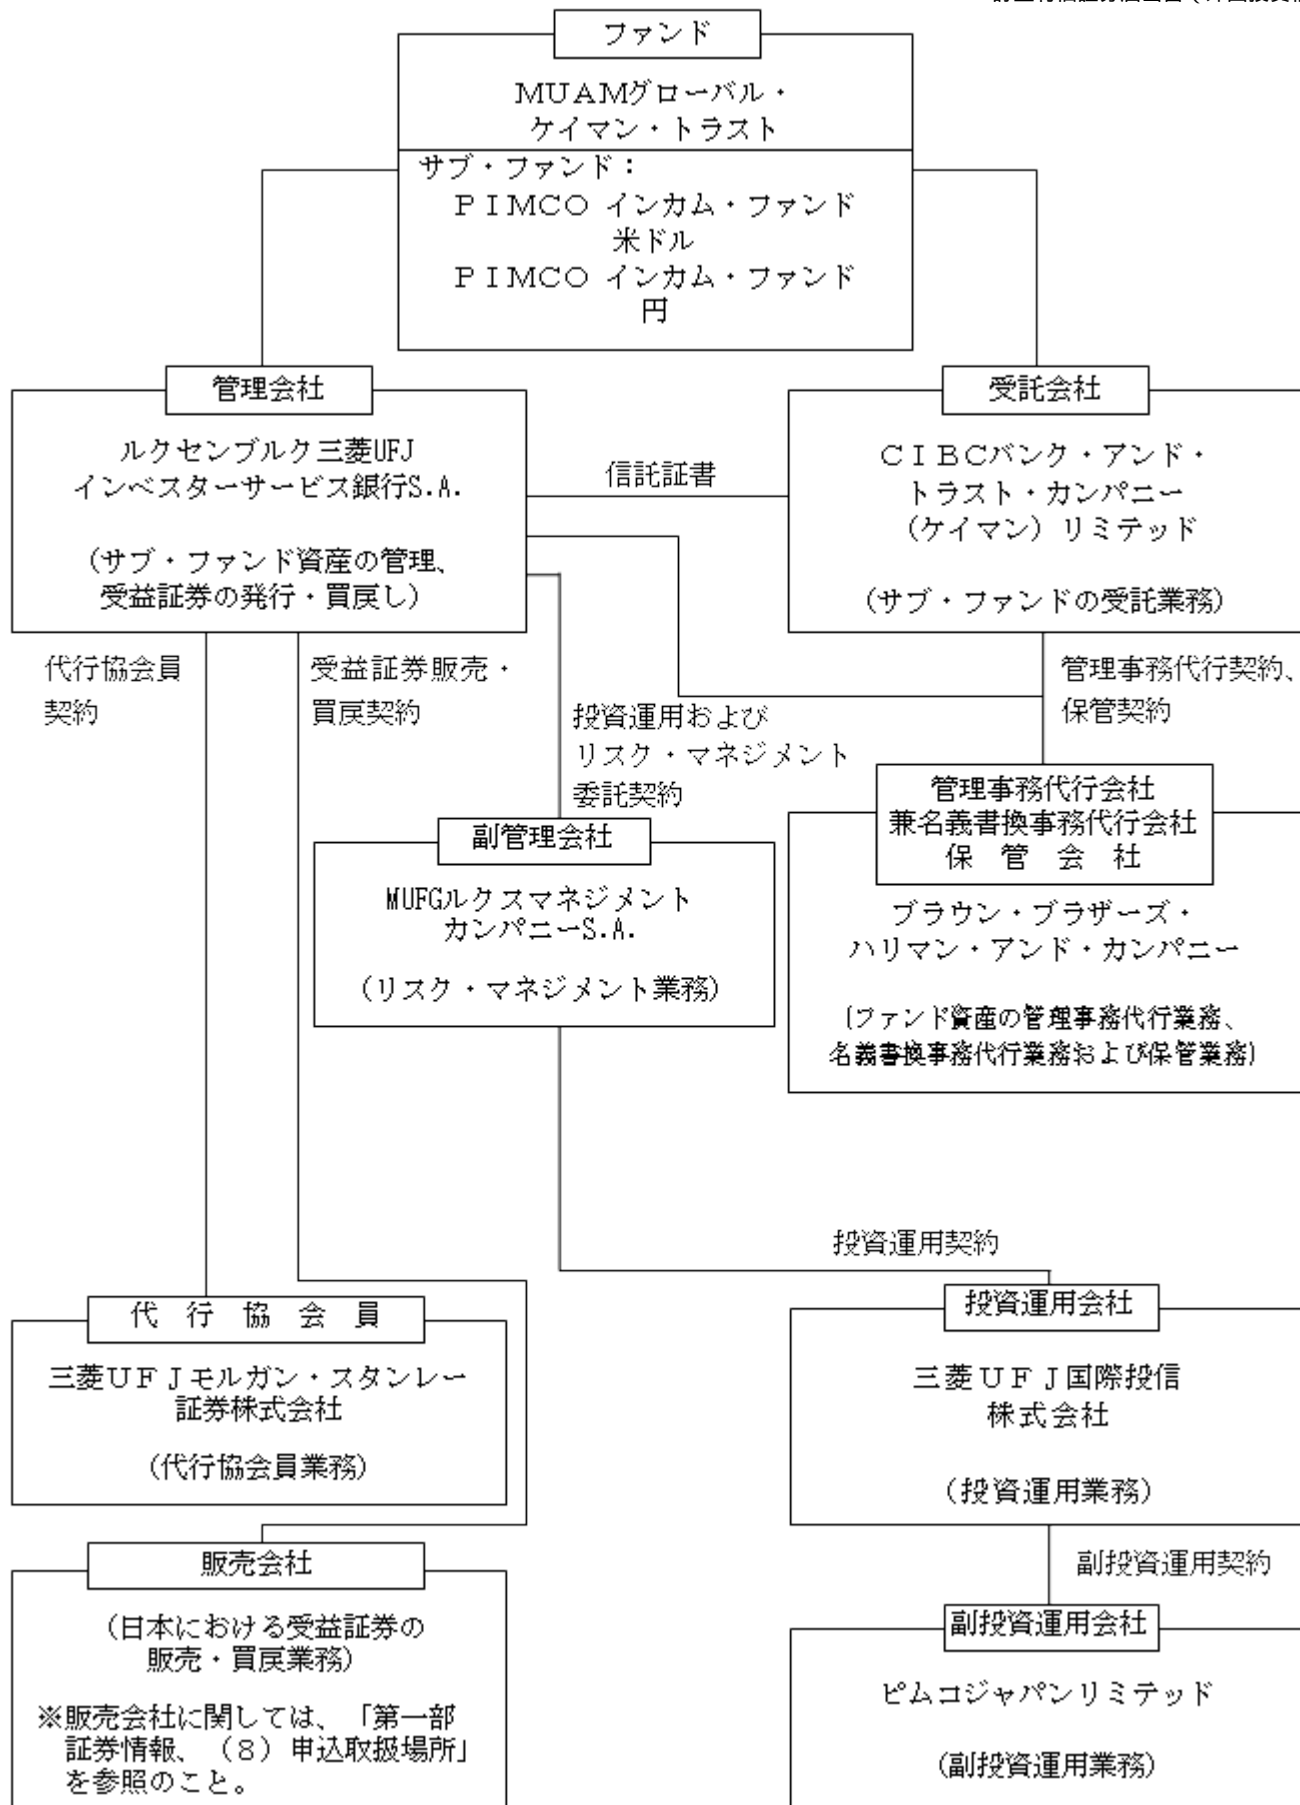 ファンド
MUAMグローバル・
ケイマン・トラスト
サブ・ファンド：
ＰＩＭＣＯ インカム・ファンド
米ドル
ＰＩＭＣＯ インカム・ファンド
円
管理会社
ルクセンブルク三菱UFJ
インベスターサービス銀行S.A.
（サブ・ファンド資産の管理、
受益証券の発行・買戻し）
信託証書
受託会社
ＣＩＢＣバンク・アンド・
トラスト・カンパニー
（ケイマン）リミテッド
（サブ・ファンドの受託業務）
代行協会員
契約
受益証券販売・
買戻契約
投資運用および
リスク・マネジメント
委託契約
管理事務代行契約、
保管契約
副管理会社
MUFGルクスマネジメント
カンパニーS.A.
（リスク・マネジメント業務）
管理事務代行会社
兼名義書換事務代行会社
保　管　会　社
ブラウン・ブラザーズ・
ハリマン・アンド・カンパニー
（ファンド資産の管理事務代行業務、
名義書換事務代行業務および保管業務）
投資運用契約
代　行　協　会　員
三菱ＵＦＪモルガン・スタンレー
証券株式会社
（代行協会員業務）
投資運用会社
三菱ＵＦＪ国際投信
株式会社
（投資運用業務）
販売会社
（日本における受益証券の
販売・買戻業務）
※販売会社に関しては、「第一部
証券情報、（８）申込取扱場所」
を参照のこと。
副投資運用契約
副投資運用会社
ピムコジャパンリミテッド
（副投資運用業務）